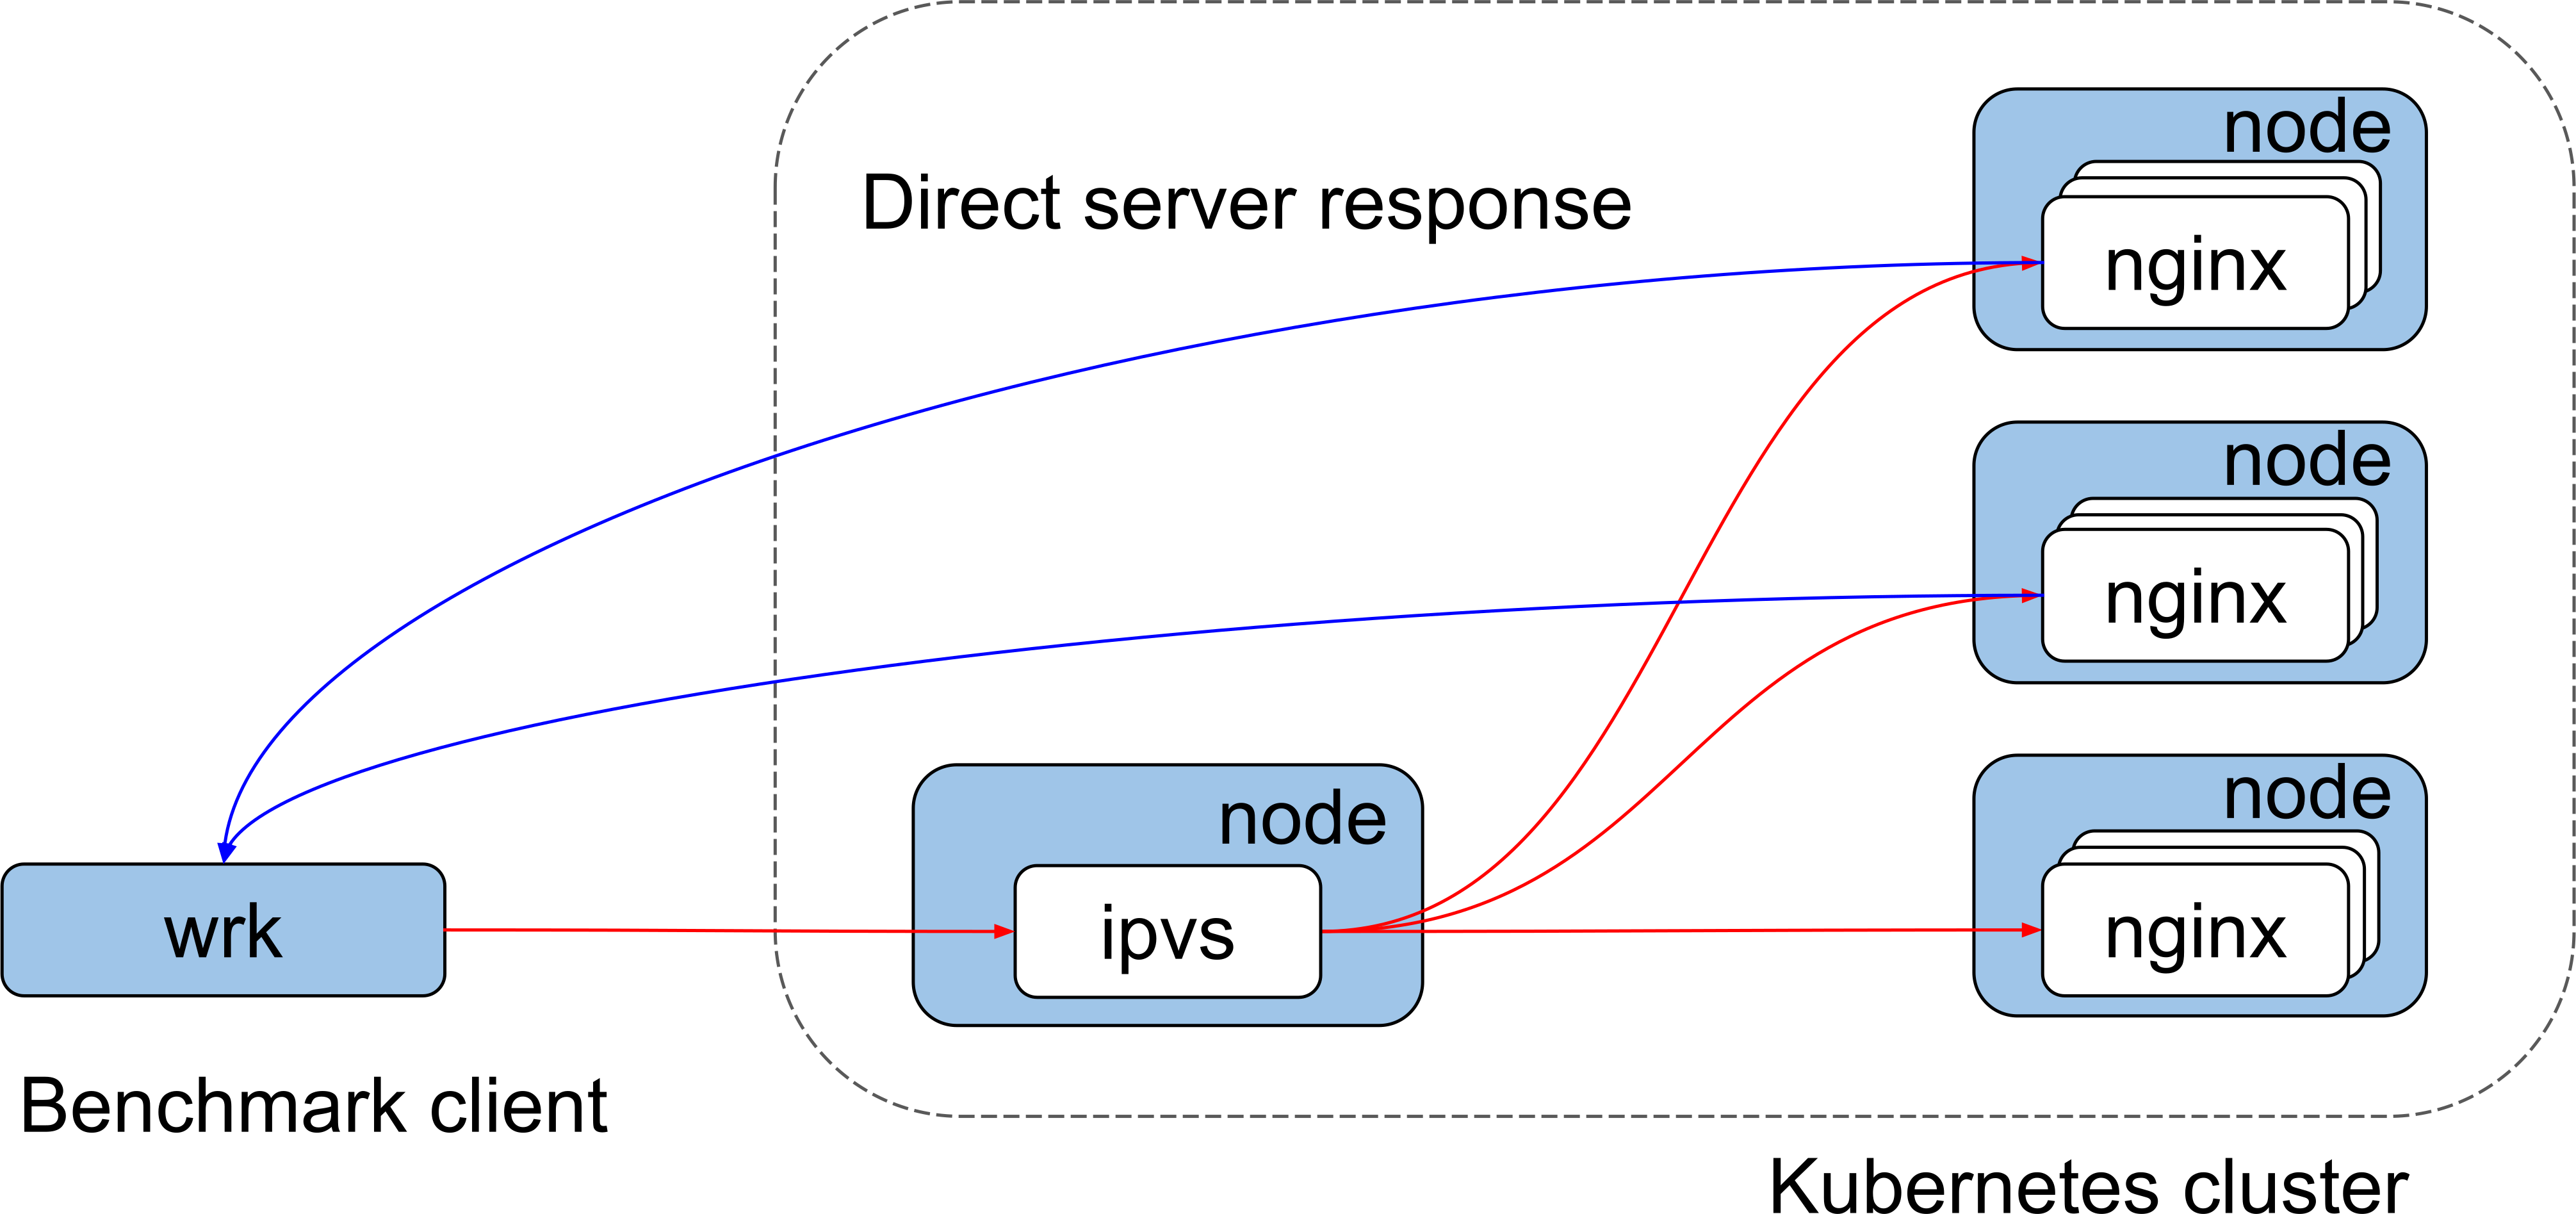 node
Direct server response
nginx
node
nginx
node
node
nginx
wrk
ipvs
Benchmark client
Kubernetes cluster